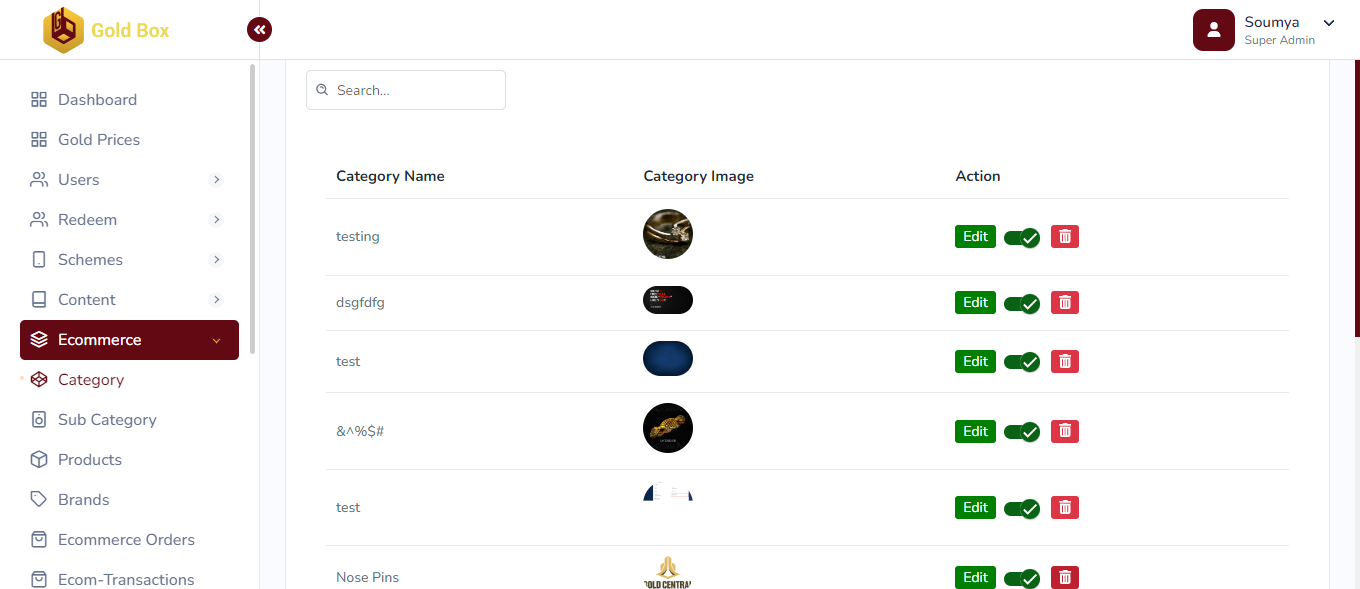 Gold Box
Soumya
Super Admin
Dashboard
Gold Prices
Users
Redeem
Schemes
Content
Ecommerce
Category
Sub Category
Products
Brands
Ecommerce Orders
Ecom-Transactions
Search...
Category Name Category Image Action
testing Edit
dsgfdfg Edit
test Edit
&^%$# Edit
test Edit
Nose Pins GOLD CENTRAL Edit